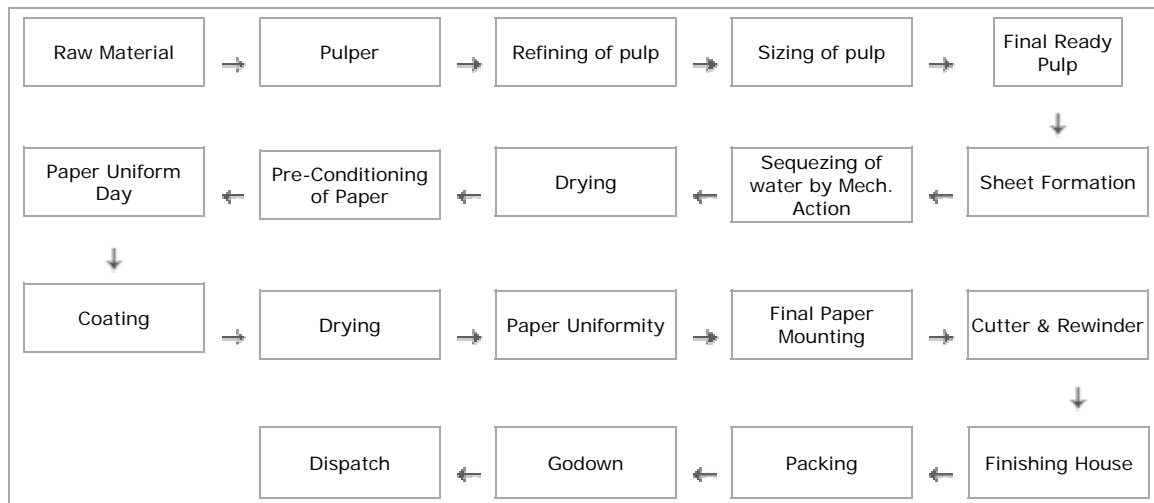 Raw Material
Pulper
Refining of pulp
Sizing of pulp
Final Ready
Pulp
Sheet Formation
Sequezing of
water by Mech.
Action
Drying
Pre-Conditioning
of Paper
Paper Uniform
Day
Coating
Drying
Paper Uniformity
Final Paper
Mounting
Cutter & Rewinder
Finishing House
Packing
Godown
Dispatch